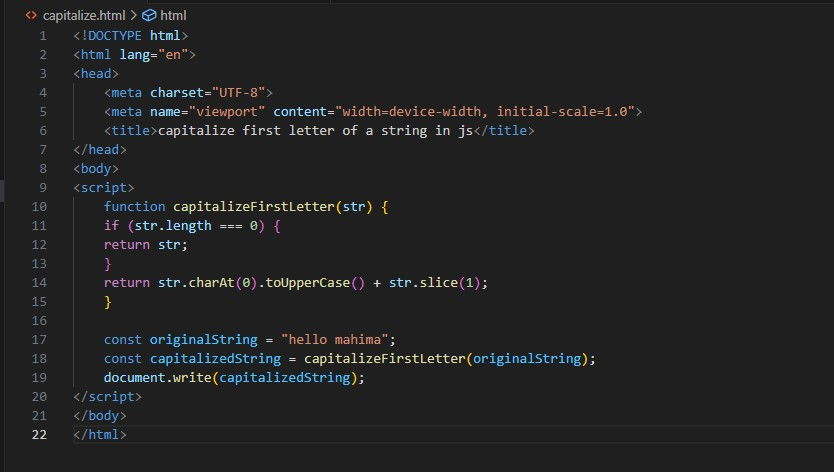 capitalize.html > html
1 <!DOCTYPE html>
2 <html lang="en">
3 <head>
4     <meta charset="UTF-8">
5     <meta name="viewport" content="width=device-width, initial-scale=1.0">
6     <title>capitalize first letter of a string in js</title>
7 </head>
8 <body>
9 <script>
10     function capitalizeFirstLetter(str) {
11     if (str.length === 0) {
12     return str;
13     }
14     return str.charAt(0).toUpperCase() + str.slice(1);
15     }
16
17     const originalString = "hello mahima";
18     const capitalizedString = capitalizeFirstLetter(originalString);
19     document.write(capitalizedString);
20 </script>
21 </body>
22 </html>